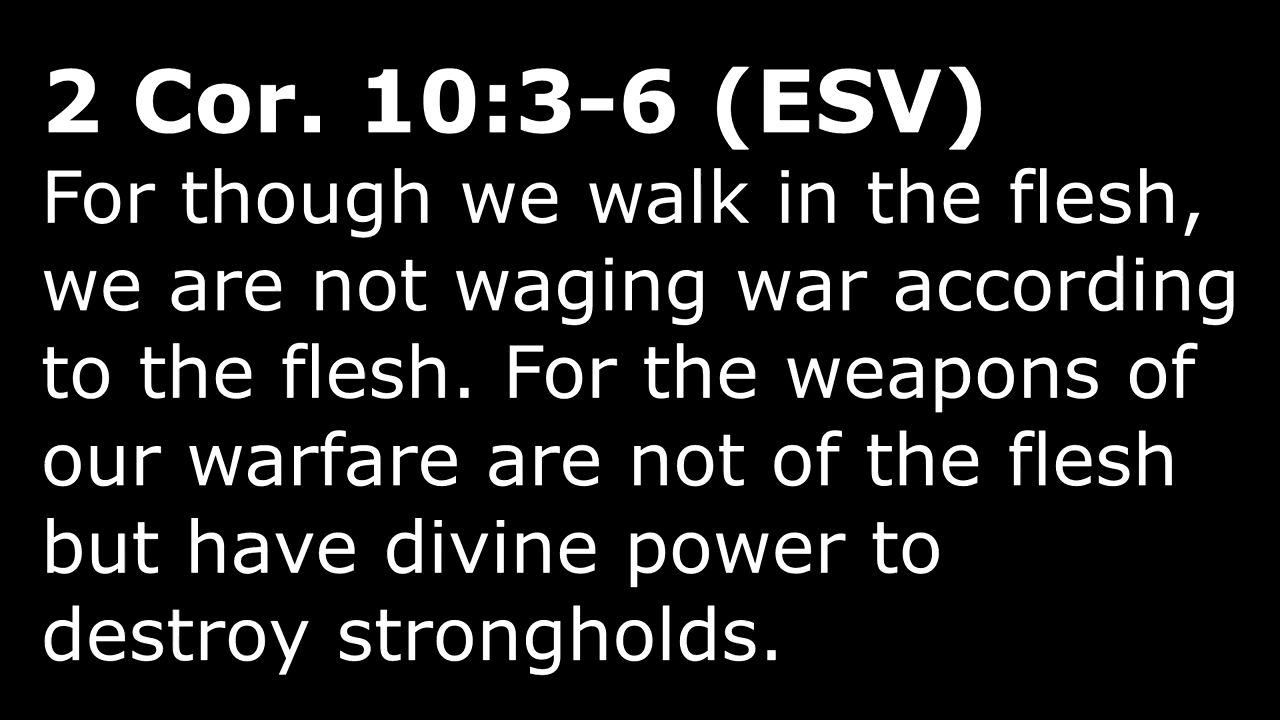 2 Cor. 10:3-6 (ESV)
For though we walk in the flesh,
we are not waging war according
to the flesh. For the weapons of
our warfare are not of the flesh
but have divine power to
destroy strongholds.